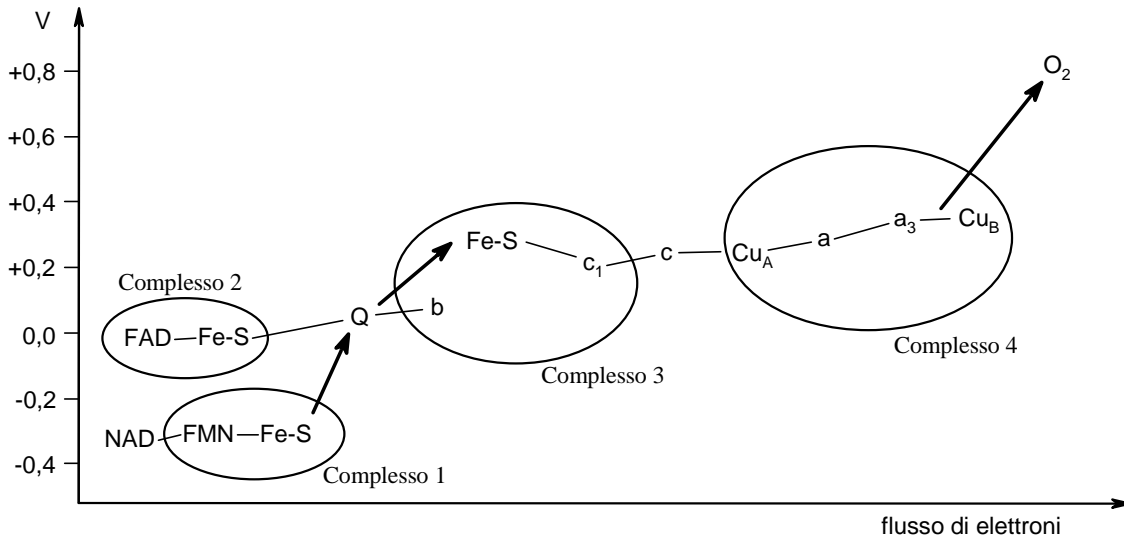 V
+0,8
+0,6
+0,4
+0,2
0,0
-0,2
-0,4
O2
Fe-S
c1
c
CuA
a
a3
CuB
Complesso 2
FAD
Fe-S
Q
b
Complesso 4
Complesso 3
NAD
FMN
Fe-S
Complesso 1
flusso di elettroni